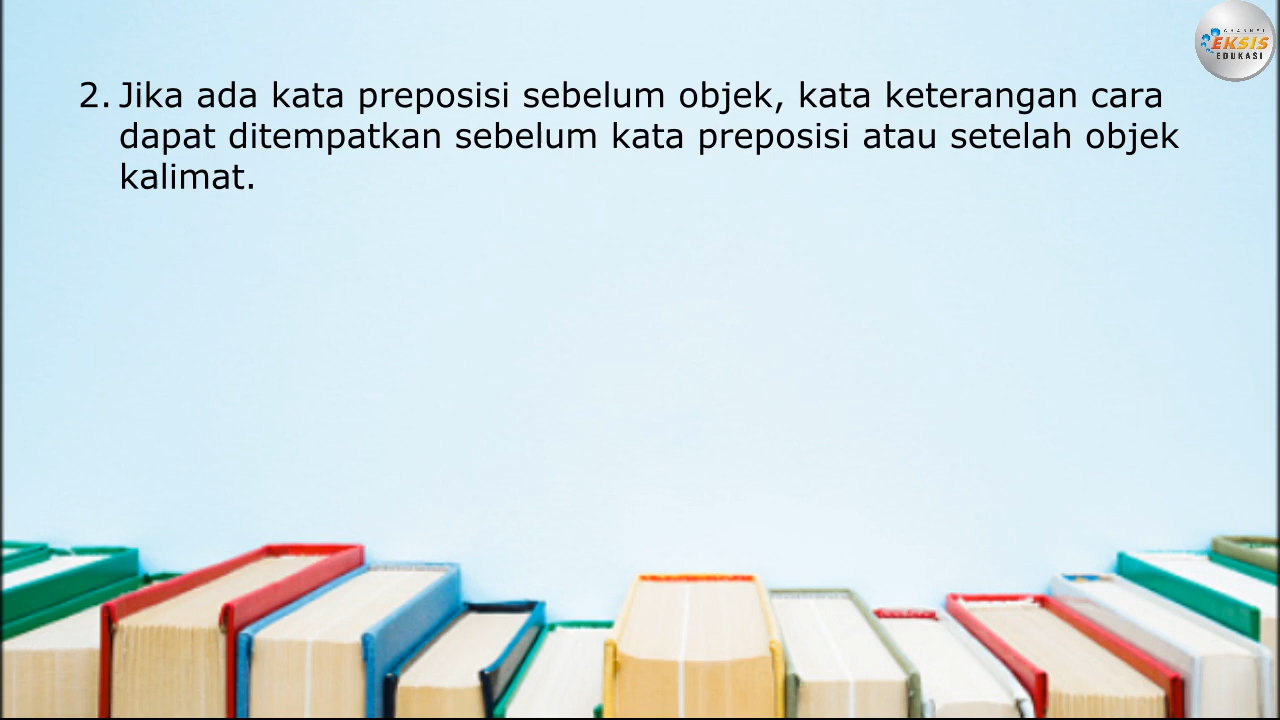 CHANNEL
EKSIS
EDUKASI
2. Jika ada kata preposisi sebelum objek, kata keterangan cara
dapat ditempatkan sebelum kata preposisi atau setelah objek
kalimat.